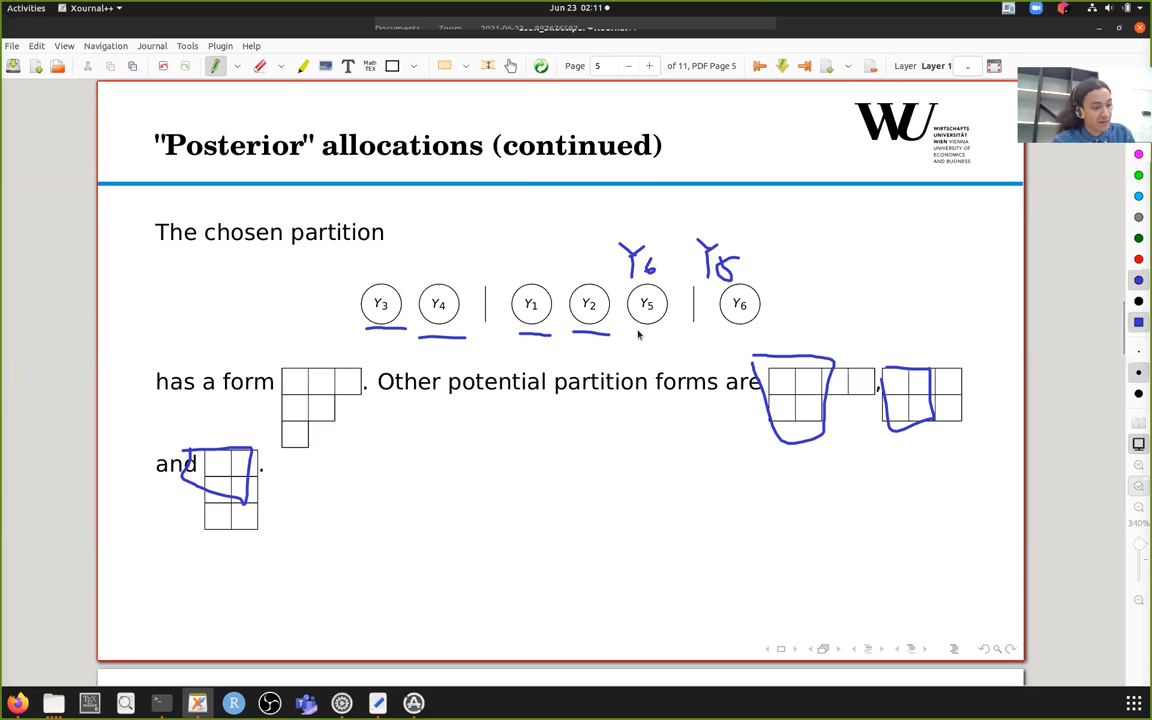 Activities Xournal++ Jun 23 02:11
File Edit View Navigation Journal Tools Plugin Help
Page 5 of 11, PDF Page 5 Layer Layer 1
"Posterior" allocations (continued)
WU WIRTSCHAFTS
UNIVERSITÄT
WIEN VIENNA
UNIVERSITY OF
ECONOMICS
AND BUSINESS
The chosen partition
Y6 Y5
Y3 Y4 | Y1 Y2 Y5 | Y6
has a form . Other potential partition forms are ,
and .
340%